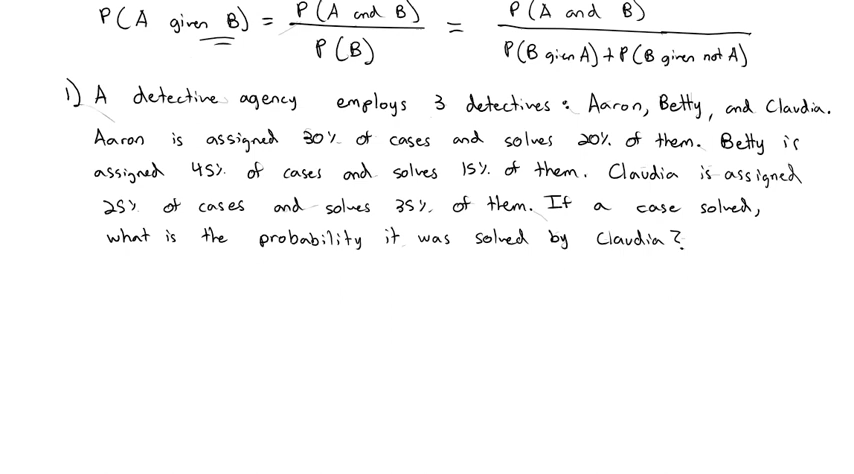 P(A given B) = P(A and B) / P(B) = P(A and B) / P(B given A) + P(B given not A)
1) A detective agency employs 3 detectives: Aaron, Betty, and Claudia.
Aaron is assigned 30% of cases and solves 20% of them. Betty is
assigned 45% of cases and solves 15% of them. Claudia is assigned
25% of cases and solves 35% of them. If a case solved,
what is the probability it was solved by Claudia?